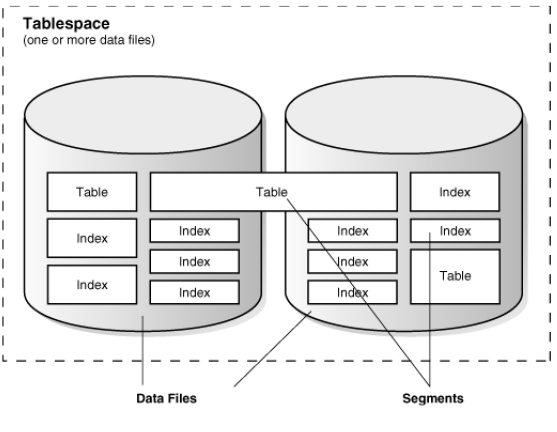 Tablespace
(one or more data files)
Table
Table
Index
Index
Index
Index
Index
Index
Index
Index
Table
Index
Index
Index
Data Files
Segments